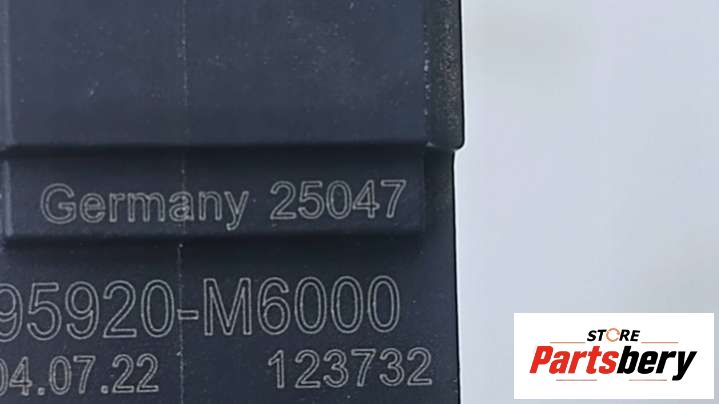 Germany 25047
95920-M6000
04.07.22 123732
STORE
Partsbery